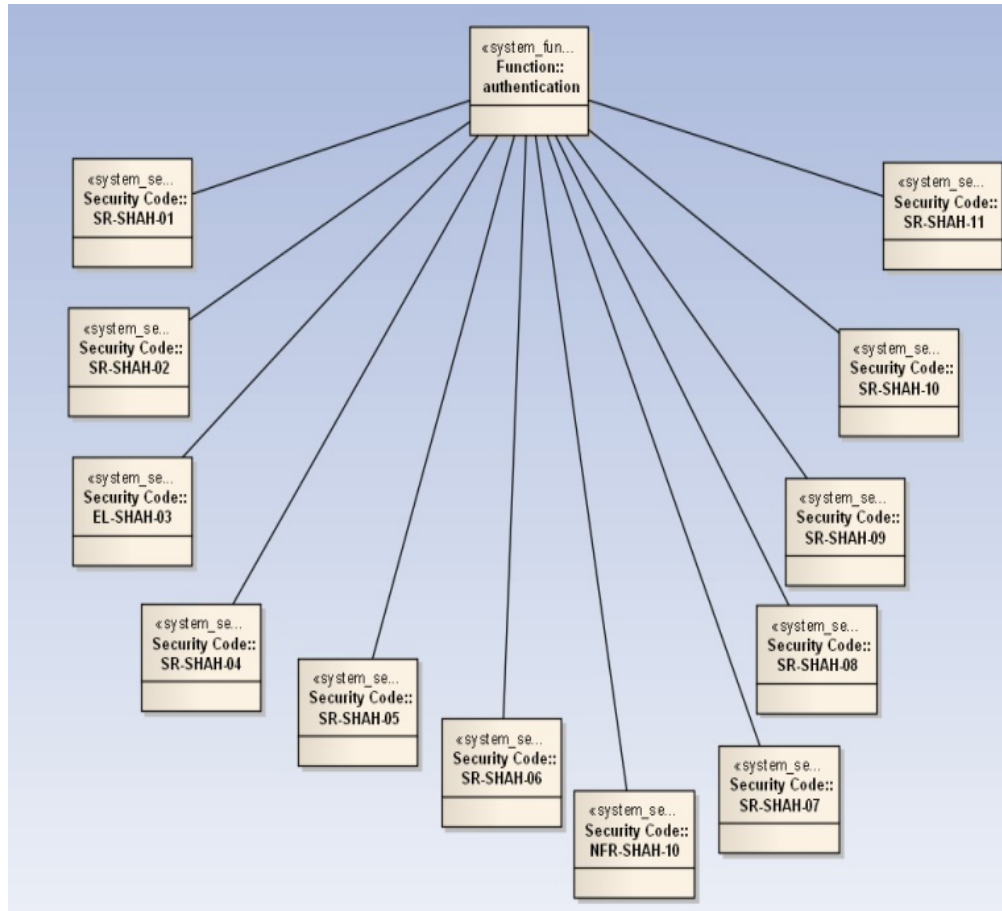 «system_fun...
Function::
authentication
«system_se...
Security Code::
SR-SHAH-01
«system_se...
Security Code::
SR-SHAH-11
«system_se...
Security Code::
SR-SHAH-02
«system_se...
Security Code::
SR-SHAH-10
«system_se...
Security Code::
EL-SHAH-03
«system_se...
Security Code::
SR-SHAH-09
«system_se...
Security Code::
SR-SHAH-04
«system_se...
Security Code::
SR-SHAH-08
«system_se...
Security Code::
SR-SHAH-05
«system_se...
Security Code::
SR-SHAH-06
«system_se...
Security Code::
SR-SHAH-07
«system_se...
Security Code::
NFR-SHAH-10